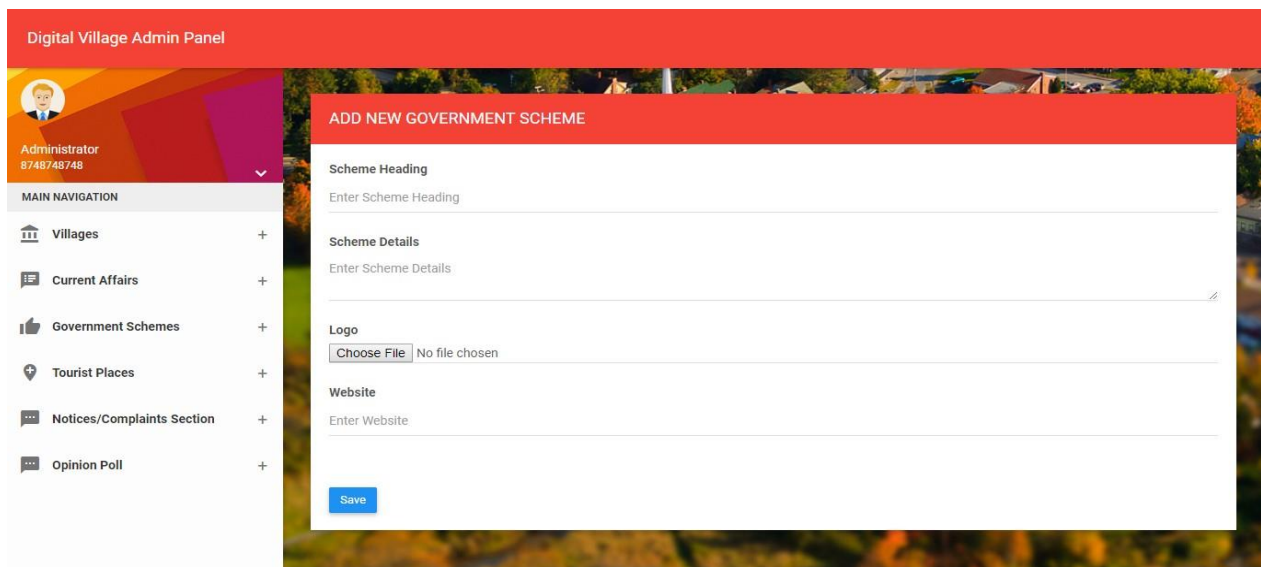 Digital Village Admin Panel
Administrator
8748748748
MAIN NAVIGATION
Villages +
Current Affairs +
Government Schemes +
Tourist Places +
Notices/Complaints Section +
Opinion Poll +
ADD NEW GOVERNMENT SCHEME
Scheme Heading
Enter Scheme Heading
Scheme Details
Enter Scheme Details
Logo
Choose File No file chosen
Website
Enter Website
Save